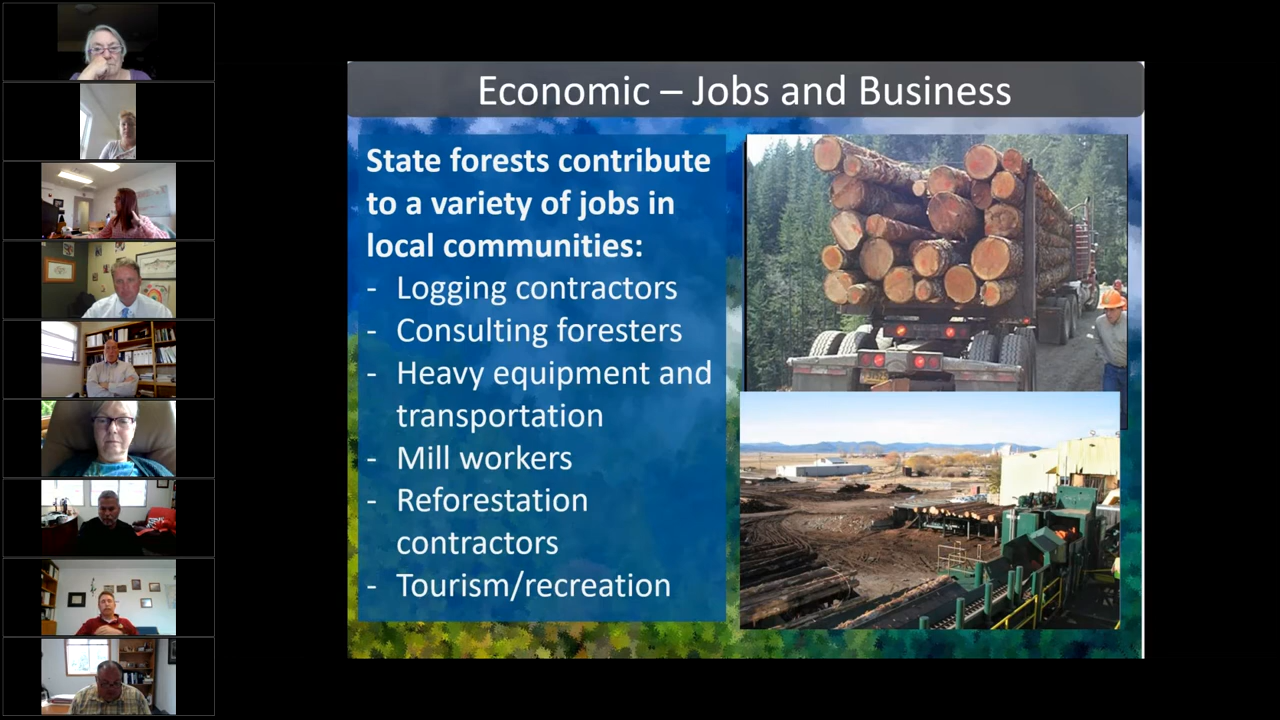 Economic – Jobs and Business
State forests contribute
to a variety of jobs in
local communities:
- Logging contractors
- Consulting foresters
- Heavy equipment and
transportation
- Mill workers
- Reforestation
contractors
- Tourism/recreation